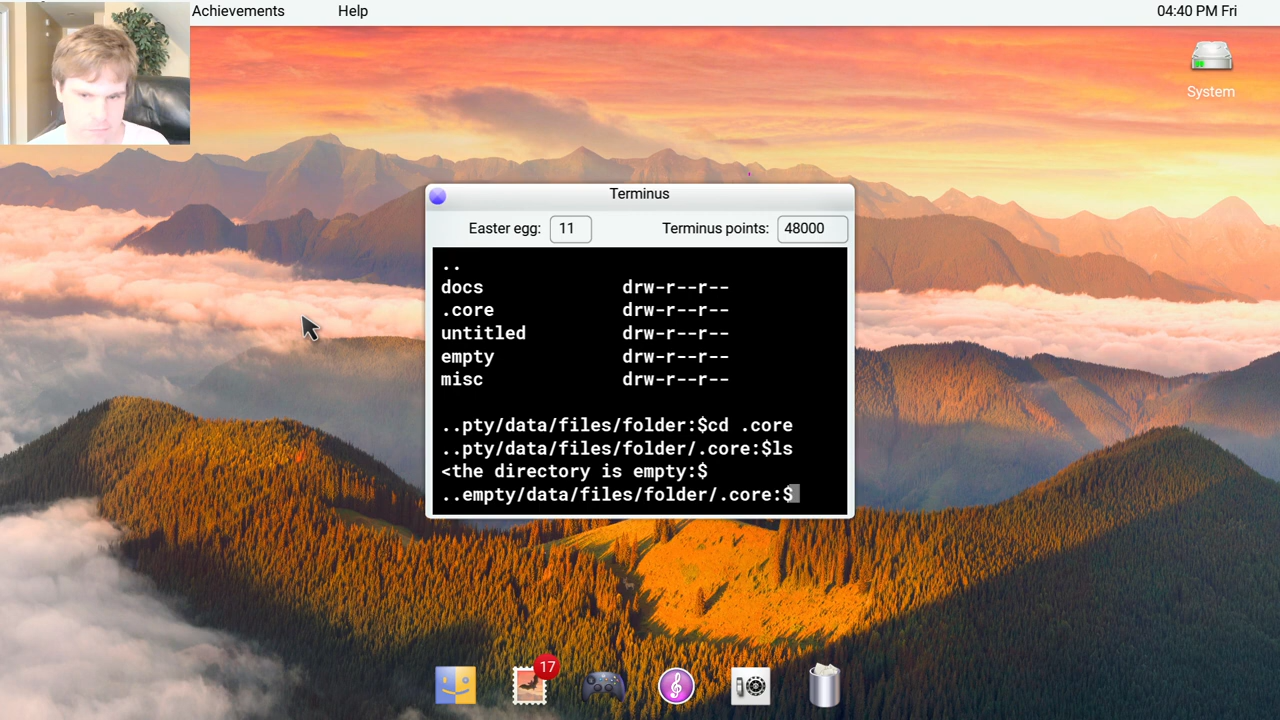 Achievements Help 04:40 PM Fri
System
Terminus
Easter egg: 11 Terminus points: 48000
..
docs drw-r--r--
.core drw-r--r--
untitled drw-r--r--
empty drw-r--r--
misc drw-r--r--
..pty/data/files/folder:$cd .core
..pty/data/files/folder/.core:$ls
<the directory is empty:$
..empty/data/files/folder/.core:$
17